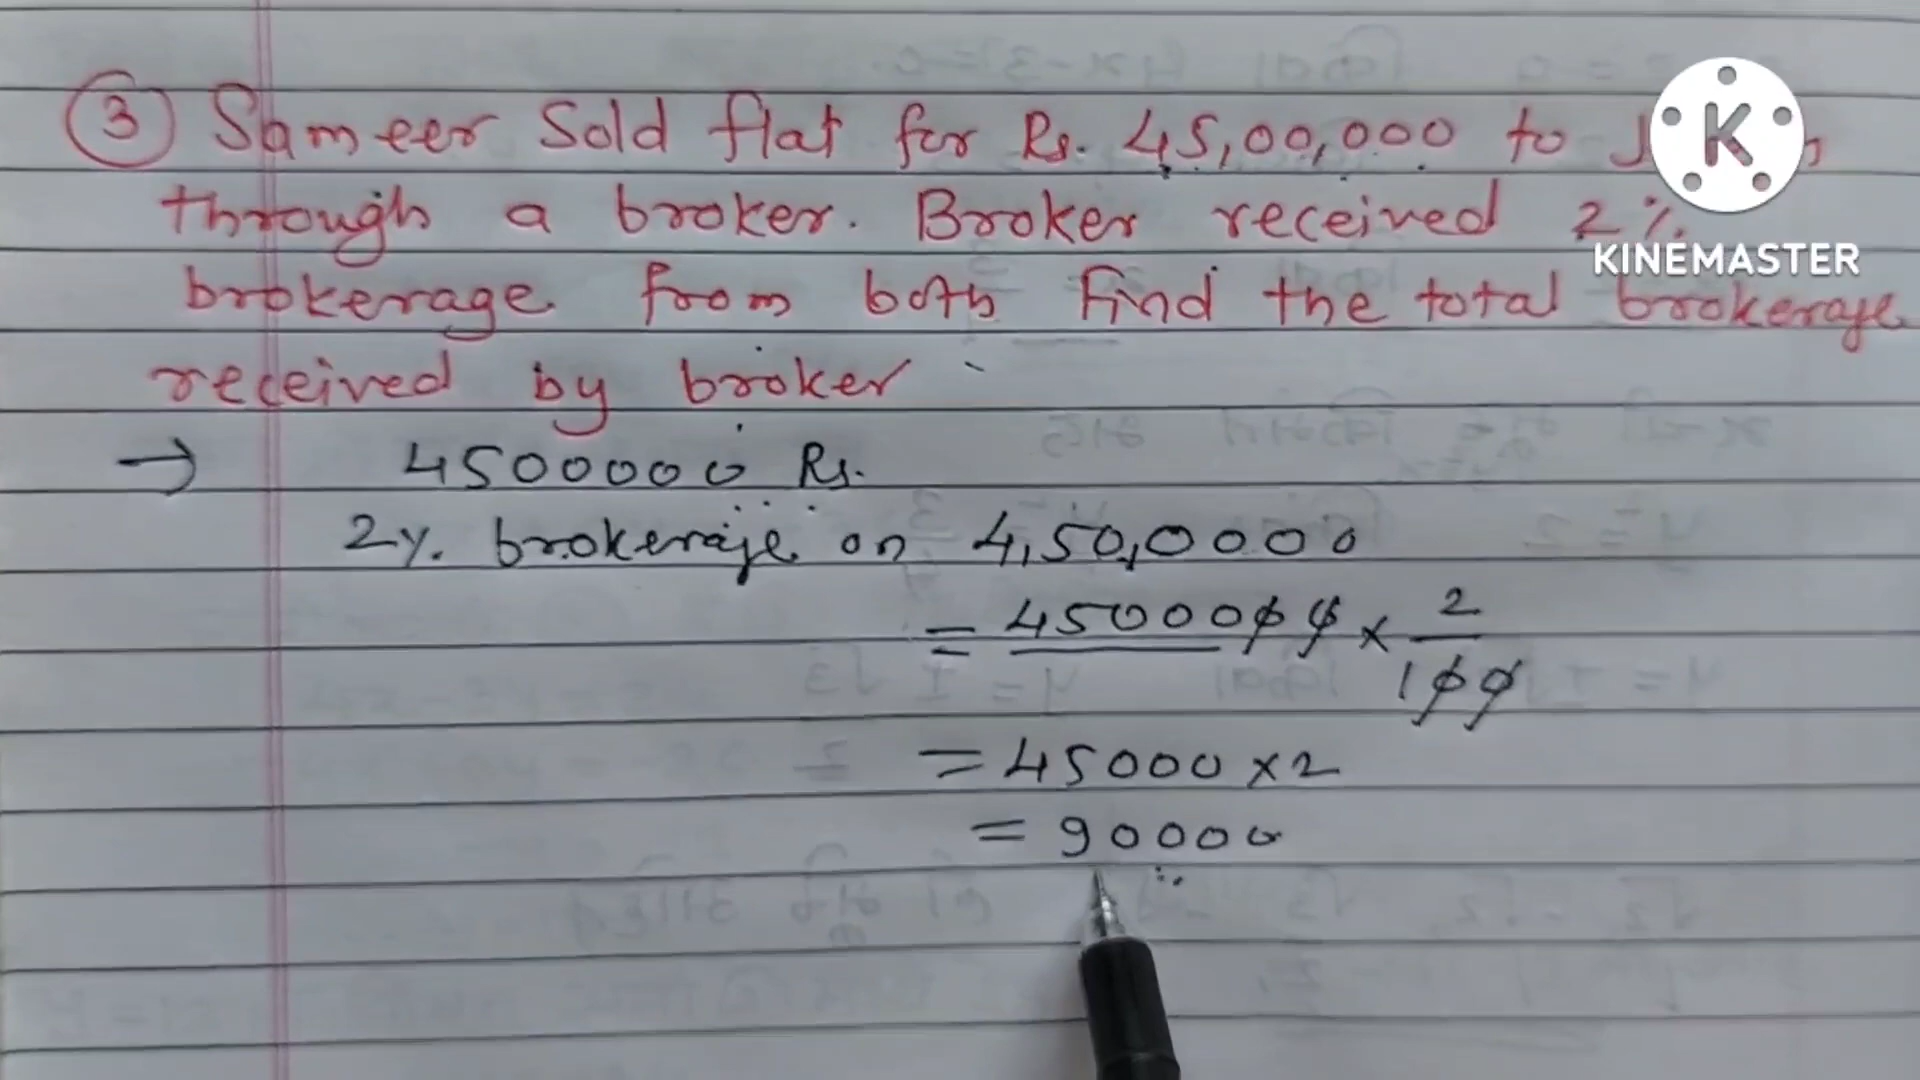 3 Sameer Sold flat for Rs. 45,00,000 to
through a broker. Broker received 2%.
brokerage from both find the total brokerage
received by broker
→ 4500000 Rs.
2%. brokeraje on 4,50,0000
= 4500000 × 2/100
= 45000 × 2
= 90000
K
KINEMASTER